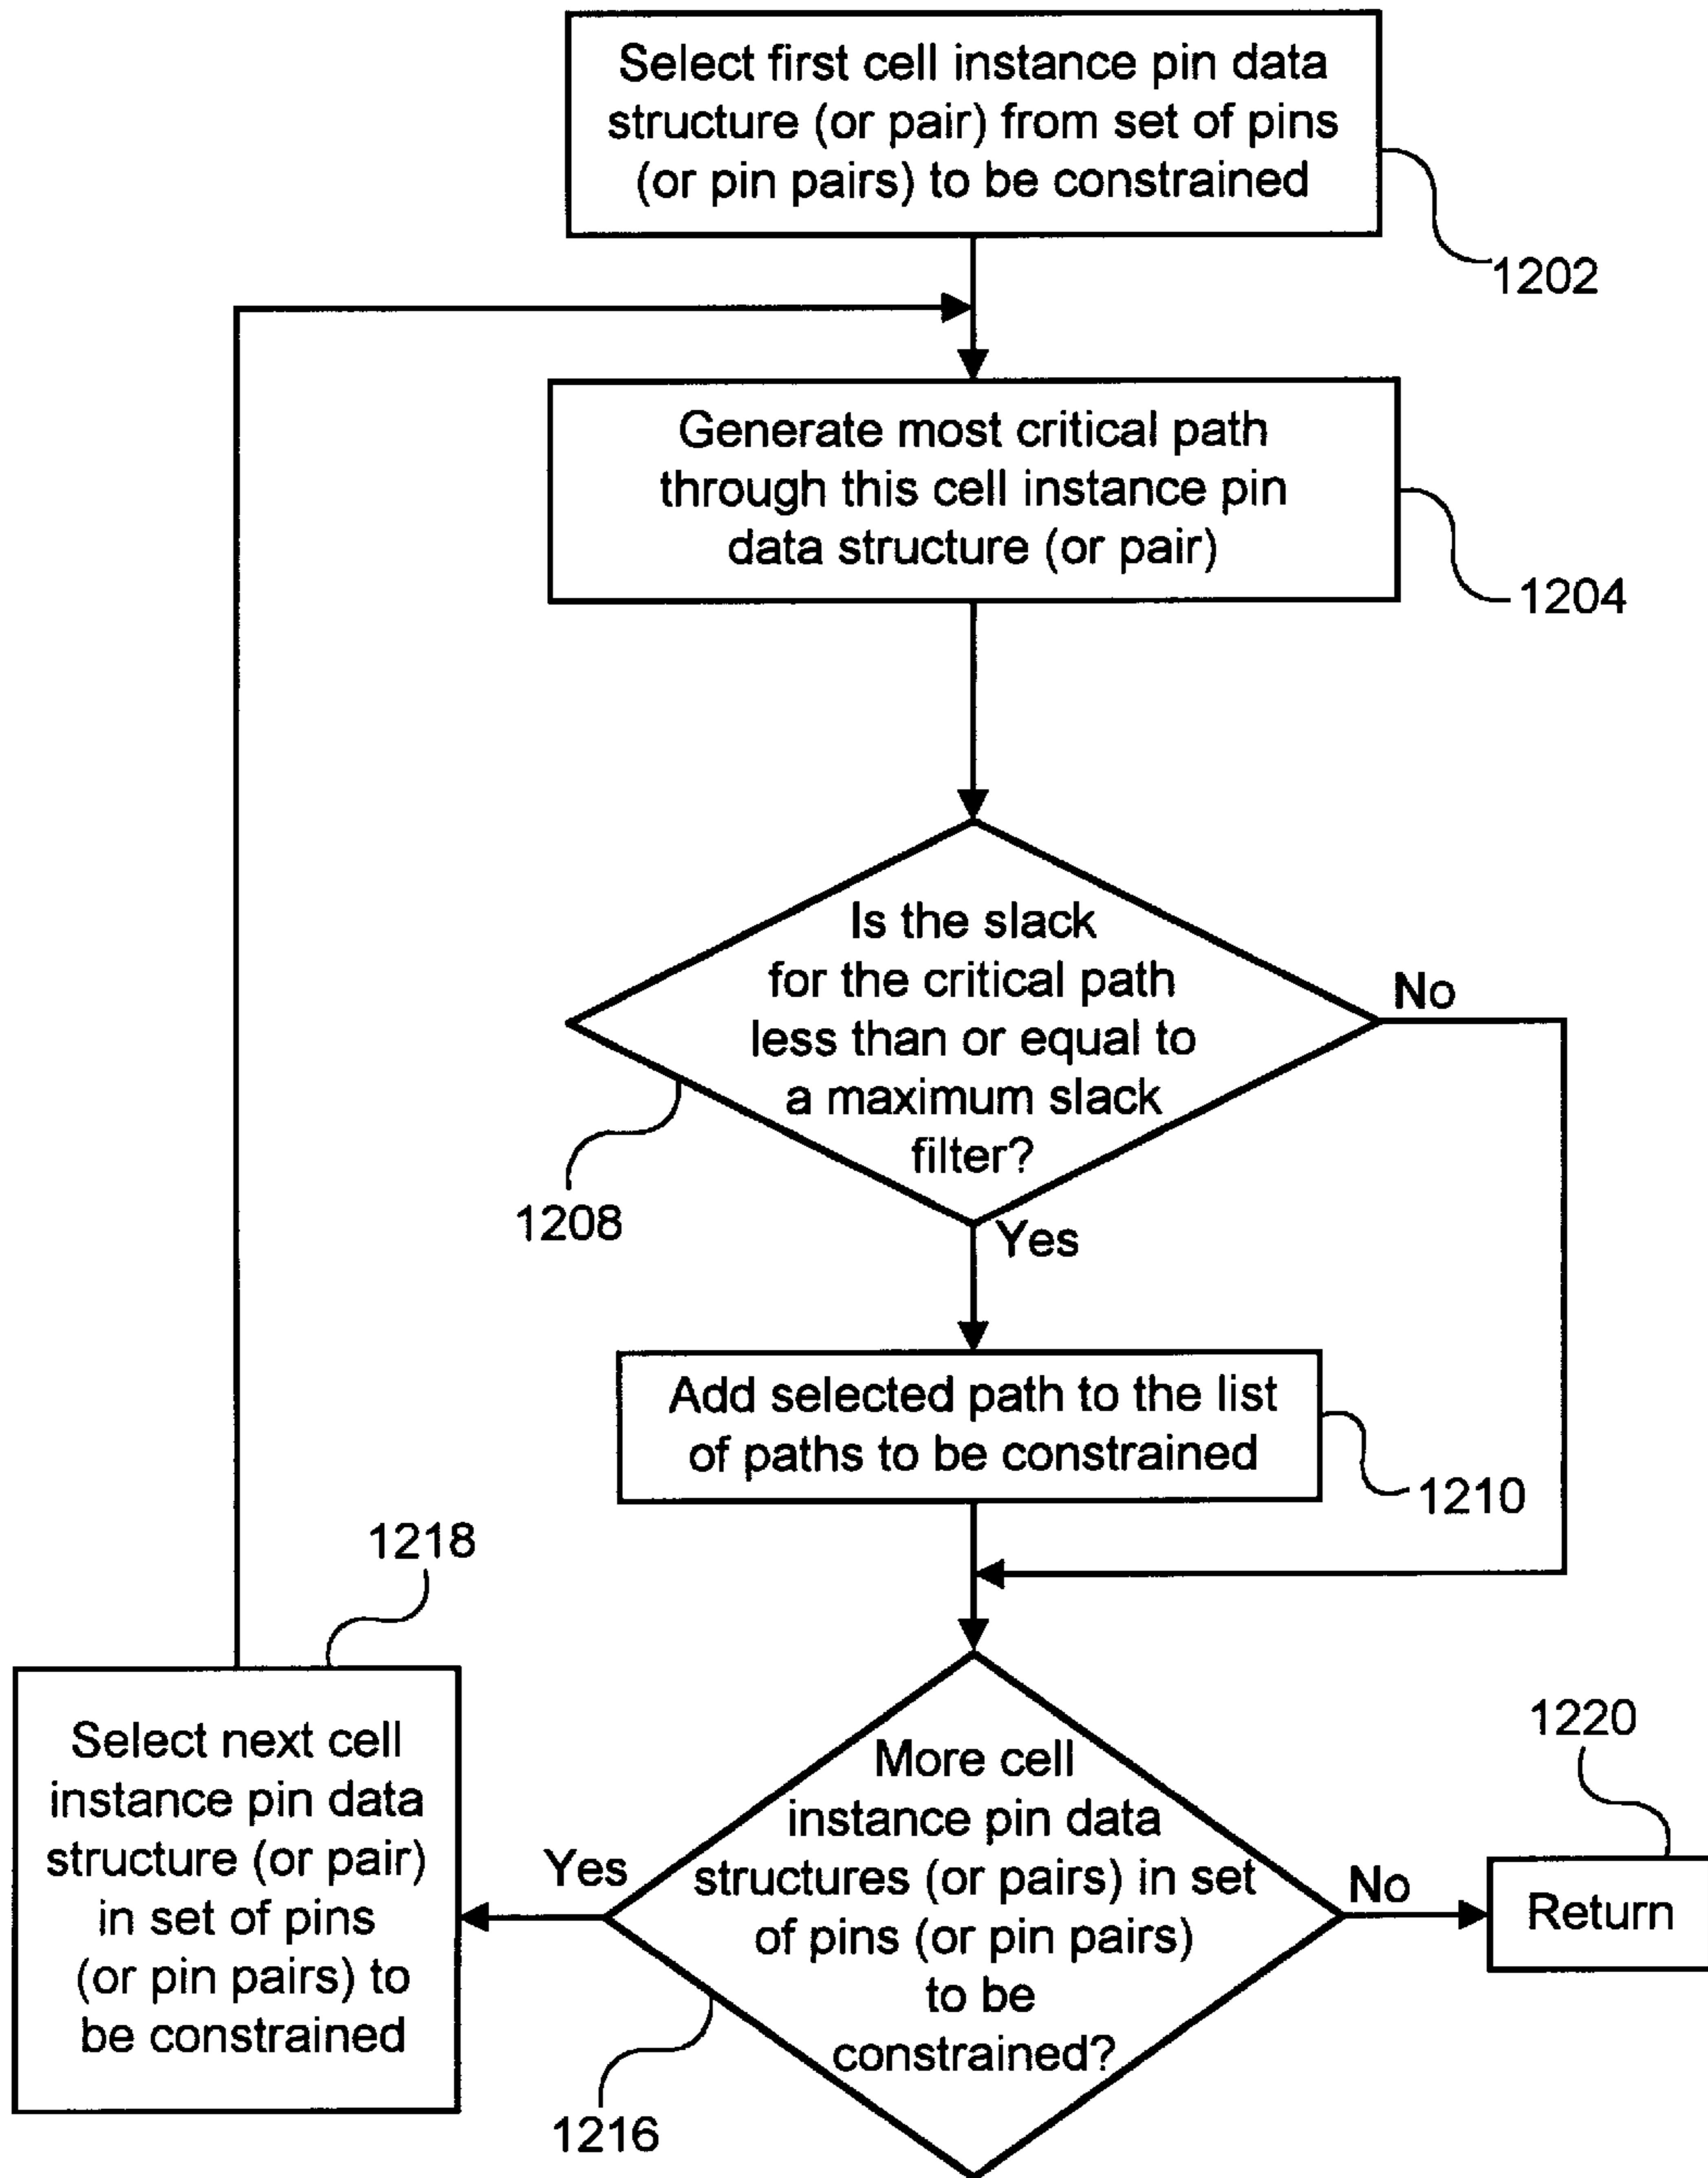 Select first cell instance pin data
structure (or pair) from set of pins
(or pin pairs) to be constrained
1202
Generate most critical path
through this cell instance pin
data structure (or pair)
1204
Is the slack
for the critical path
less than or equal to
a maximum slack
filter?
No
1208
Yes
Add selected path to the list
of paths to be constrained
1210
1218
Select next cell
instance pin data
structure (or pair)
in set of pins
(or pin pairs) to
be constrained
Yes
More cell
instance pin data
structures (or pairs) in set
of pins (or pin pairs)
to be
constrained?
1216
No
1220
Return